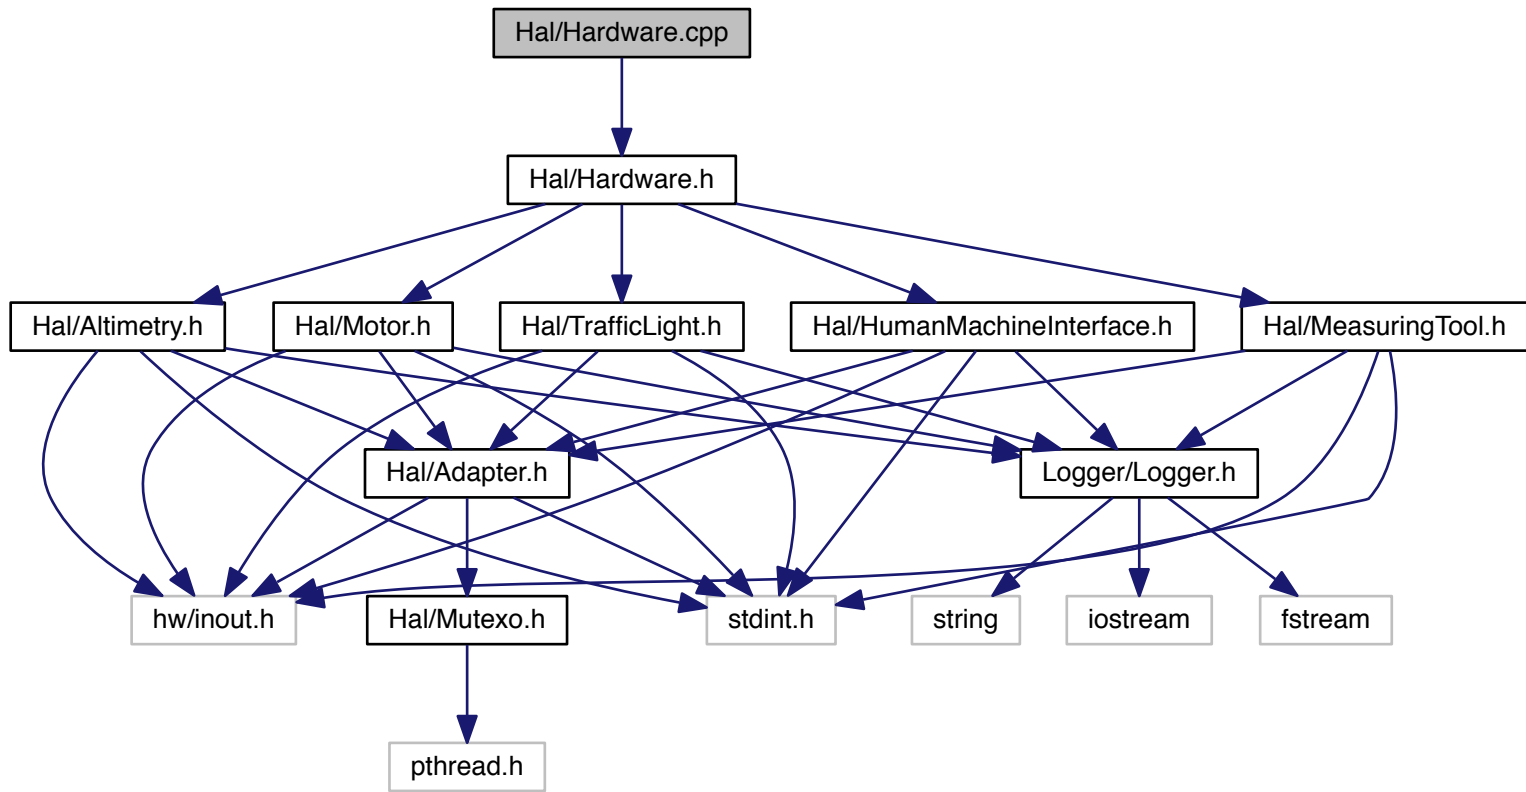 Hal/Hardware.cpp
Hal/Hardware.h
Hal/Altimetry.h
Hal/Motor.h
Hal/TrafficLight.h
Hal/HumanMachineInterface.h
Hal/MeasuringTool.h
Hal/Adapter.h
Logger/Logger.h
hw/inout.h
Hal/Mutexo.h
stdint.h
string
iostream
fstream
pthread.h